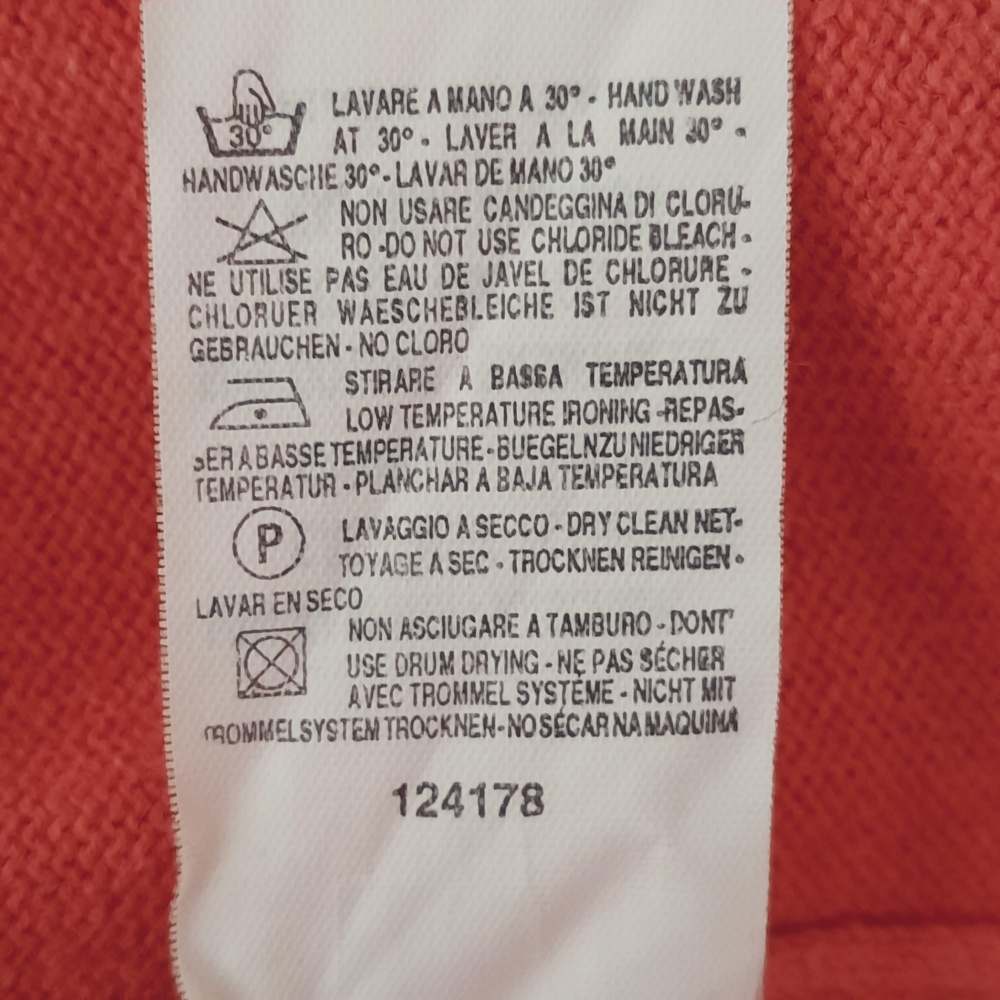 30°
LAVARE A MANO A 30° - HAND WASH
AT 30° - LAVER A LA MAIN 30° -
HANDWASCHE 30° - LAVAR DE MANO 30°
NON USARE CANDEGGINA DI CLORU-
RO -DO NOT USE CHLORIDE BLEACH -
NE UTILISE PAS EAU DE JAVEL DE CHLORURE -
CHLORUER WAESCHEBLEICHE IST NICHT ZU
GEBRAUCHEN - NO CLORO
STIRARE A BASSA TEMPERATURA
LOW TEMPERATURE IRONING -REPAS-
SER A BASSE TEMPERATURE - BUEGELNZU NIEDRIGER
TEMPERATUR - PLANCHAR A BAJA TEMPERATURA
P
LAVAGGIO A SECCO - DRY CLEAN NET-
TOYAGE A SEC - TROCKNEN REINIGEN -
LAVAR EN SECO
NON ASCIUGARE A TAMBURO - DONT'
USE DRUM DRYING - NE PAS SÉCHER
AVEC TROMMEL SYSTÈME - NICHT MIT
TROMMELSYSTEM TROCKNEN - NO SÉCAR NA MAQUINA
124178